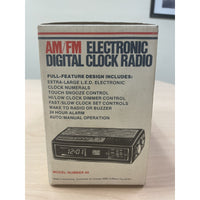 AM/FM ELECTRONIC
DIGITAL CLOCK RADIO
FULL-FEATURE DESIGN INCLUDES:
EXTRA-LARGE L.E.D. ELECTRONIC
CLOCK NUMERALS
TOUCH SNOOZE CONTROL
HI/LOW CLOCK DIMMER CONTROL
FAST/SLOW CLOCK SET CONTROLS
WAKE TO RADIO OR BUZZER
24 HOUR ALARM
AUTO/MANUAL OPERATION
MODEL NUMBER